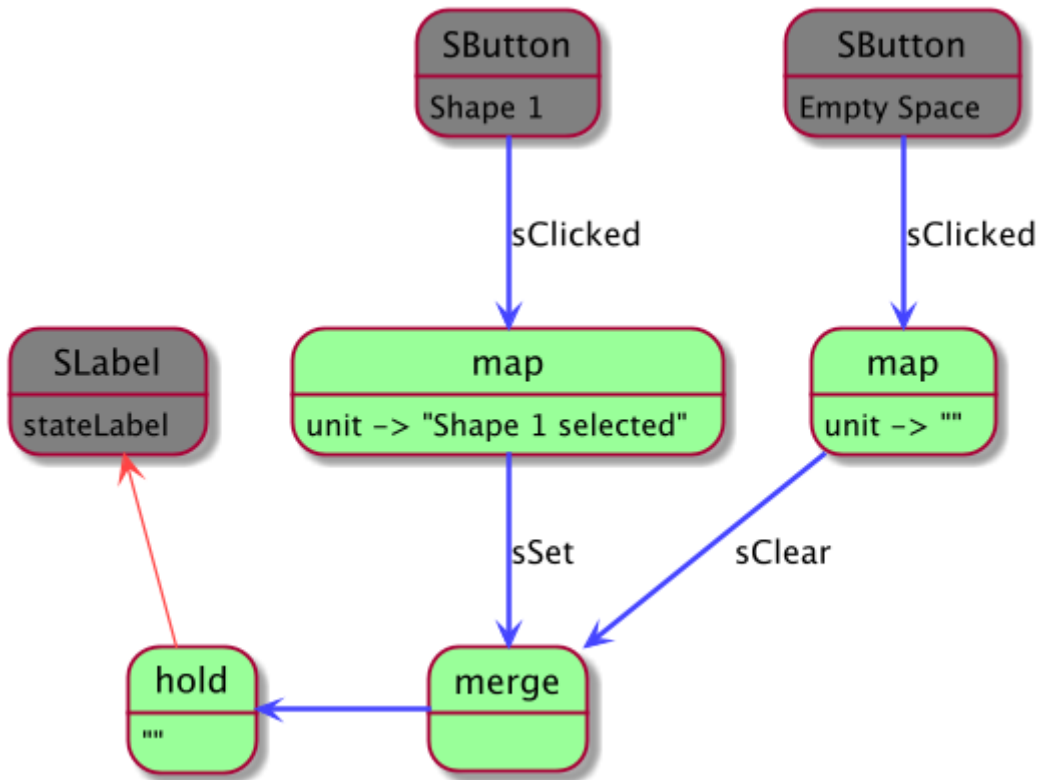 SButton
Shape 1
SButton
Empty Space
sClicked
sClicked
SLabel
stateLabel
map
unit -> "Shape 1 selected"
map
unit -> ""
sSet
sClear
hold
""
merge